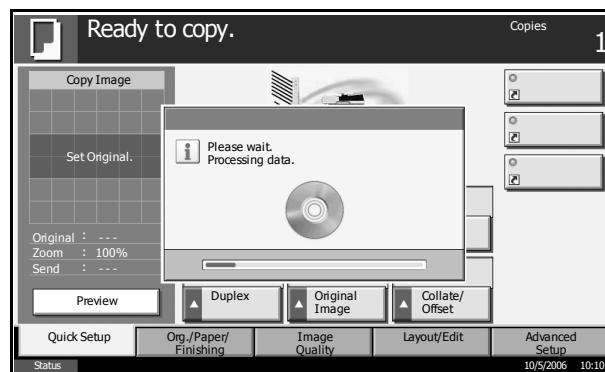 Ready to copy.
Copies
1
Copy Image
Set Original.
Please wait.
Processing data.
Original : ---
Zoom : 100%
Send : ---
Preview
Duplex
Original
Image
Collate/
Offset
Quick Setup
Org./Paper/
Finishing
Image
Quality
Layout/Edit
Advanced
Setup
Status
10/5/2006 10:10